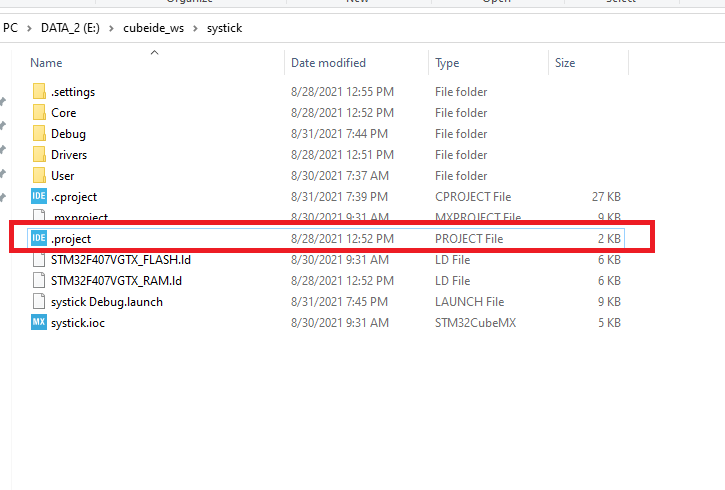 Organize New Open Select
PC > DATA_2 (E:) > cubeide_ws > systick
Name Date modified Type Size
.settings 8/28/2021 12:55 PM File folder
Core 8/28/2021 12:52 PM File folder
Debug 8/31/2021 7:44 PM File folder
Drivers 8/28/2021 12:51 PM File folder
User 8/30/2021 7:37 AM File folder
IDE .cproject 8/31/2021 7:39 PM CPROJECT File 27 KB
.mxproject 8/30/2021 9:31 AM MXPROJECT File 9 KB
IDE .project 8/28/2021 12:52 PM PROJECT File 2 KB
STM32F407VGTX_FLASH.ld 8/30/2021 9:31 AM LD File 6 KB
STM32F407VGTX_RAM.ld 8/28/2021 12:52 PM LD File 6 KB
systick Debug.launch 8/31/2021 7:45 PM LAUNCH File 9 KB
MX systick.ioc 8/30/2021 9:31 AM STM32CubeMX 5 KB